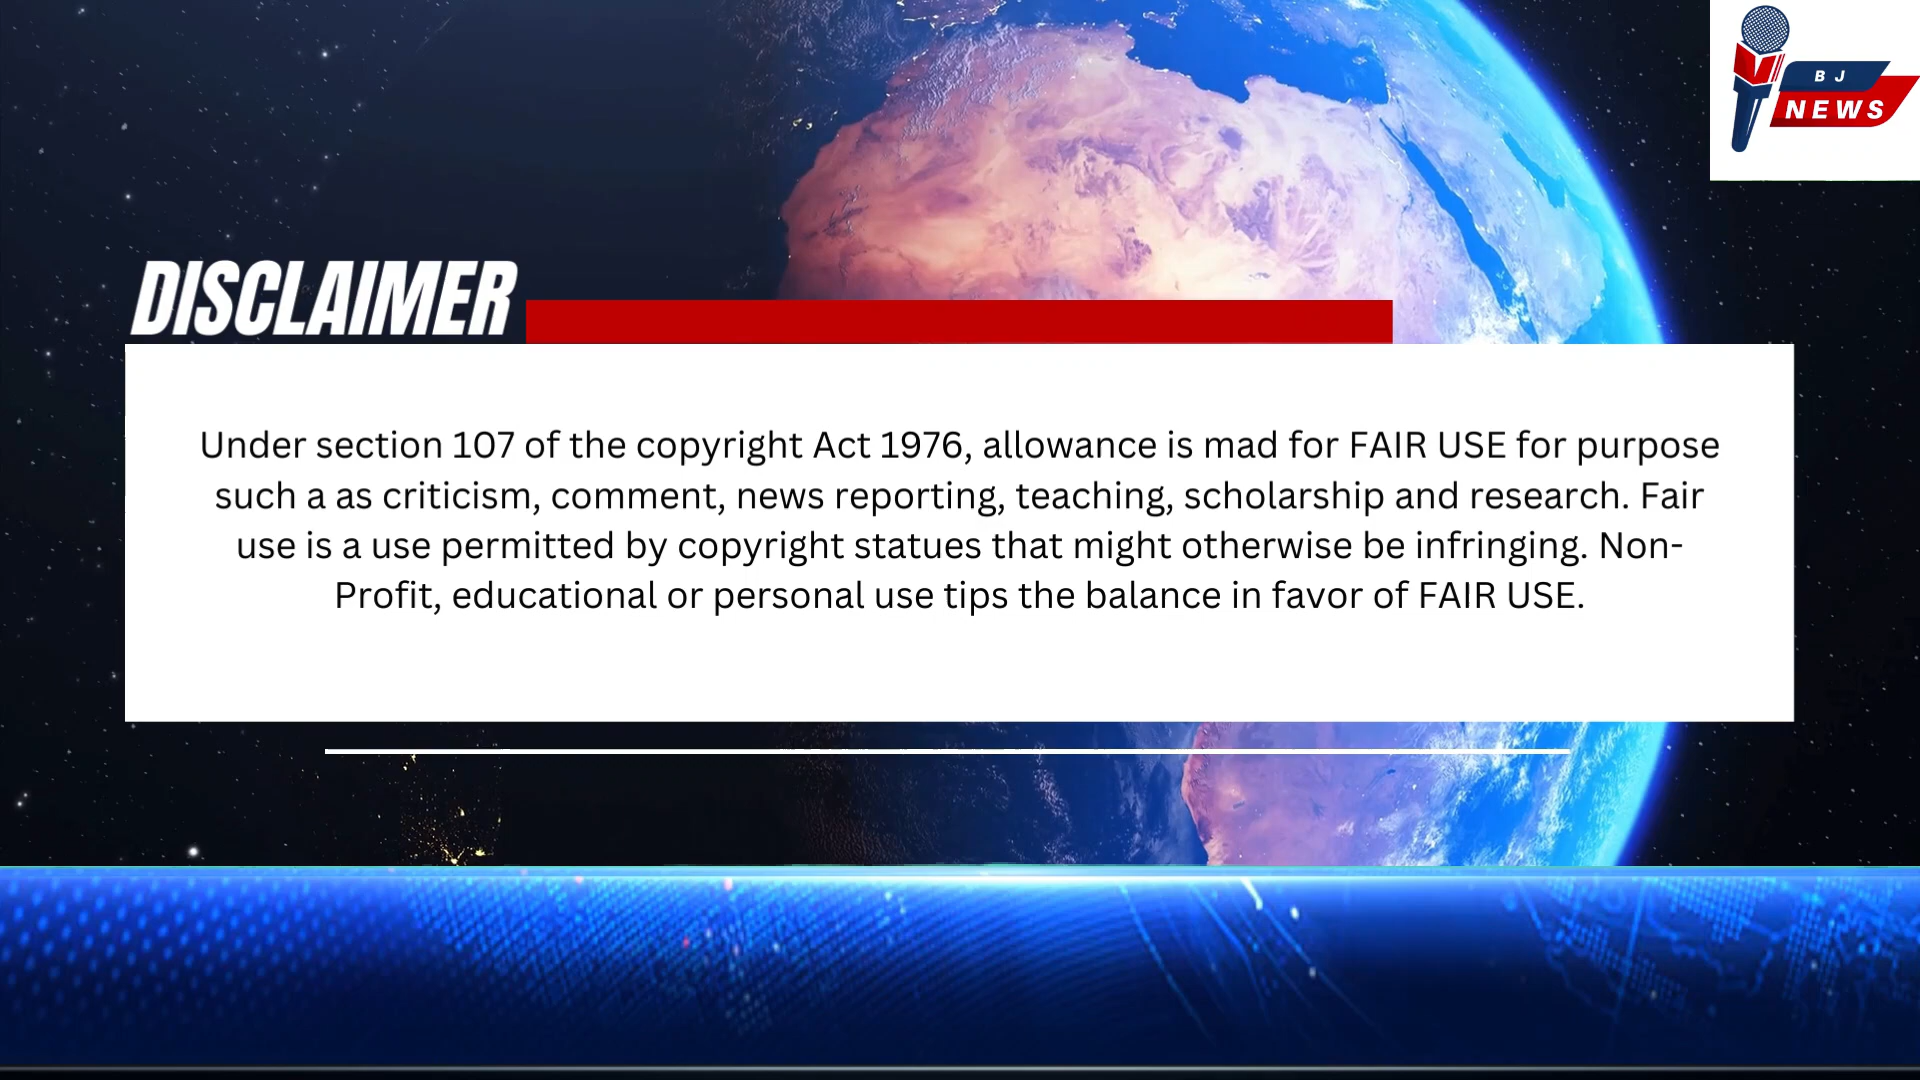 BJ
NEWS
DISCLAIMER
Under section 107 of the copyright Act 1976, allowance is mad for FAIR USE for purpose
such a as criticism, comment, news reporting, teaching, scholarship and research. Fair
use is a use permitted by copyright statues that might otherwise be infringing. Non-
Profit, educational or personal use tips the balance in favor of FAIR USE.